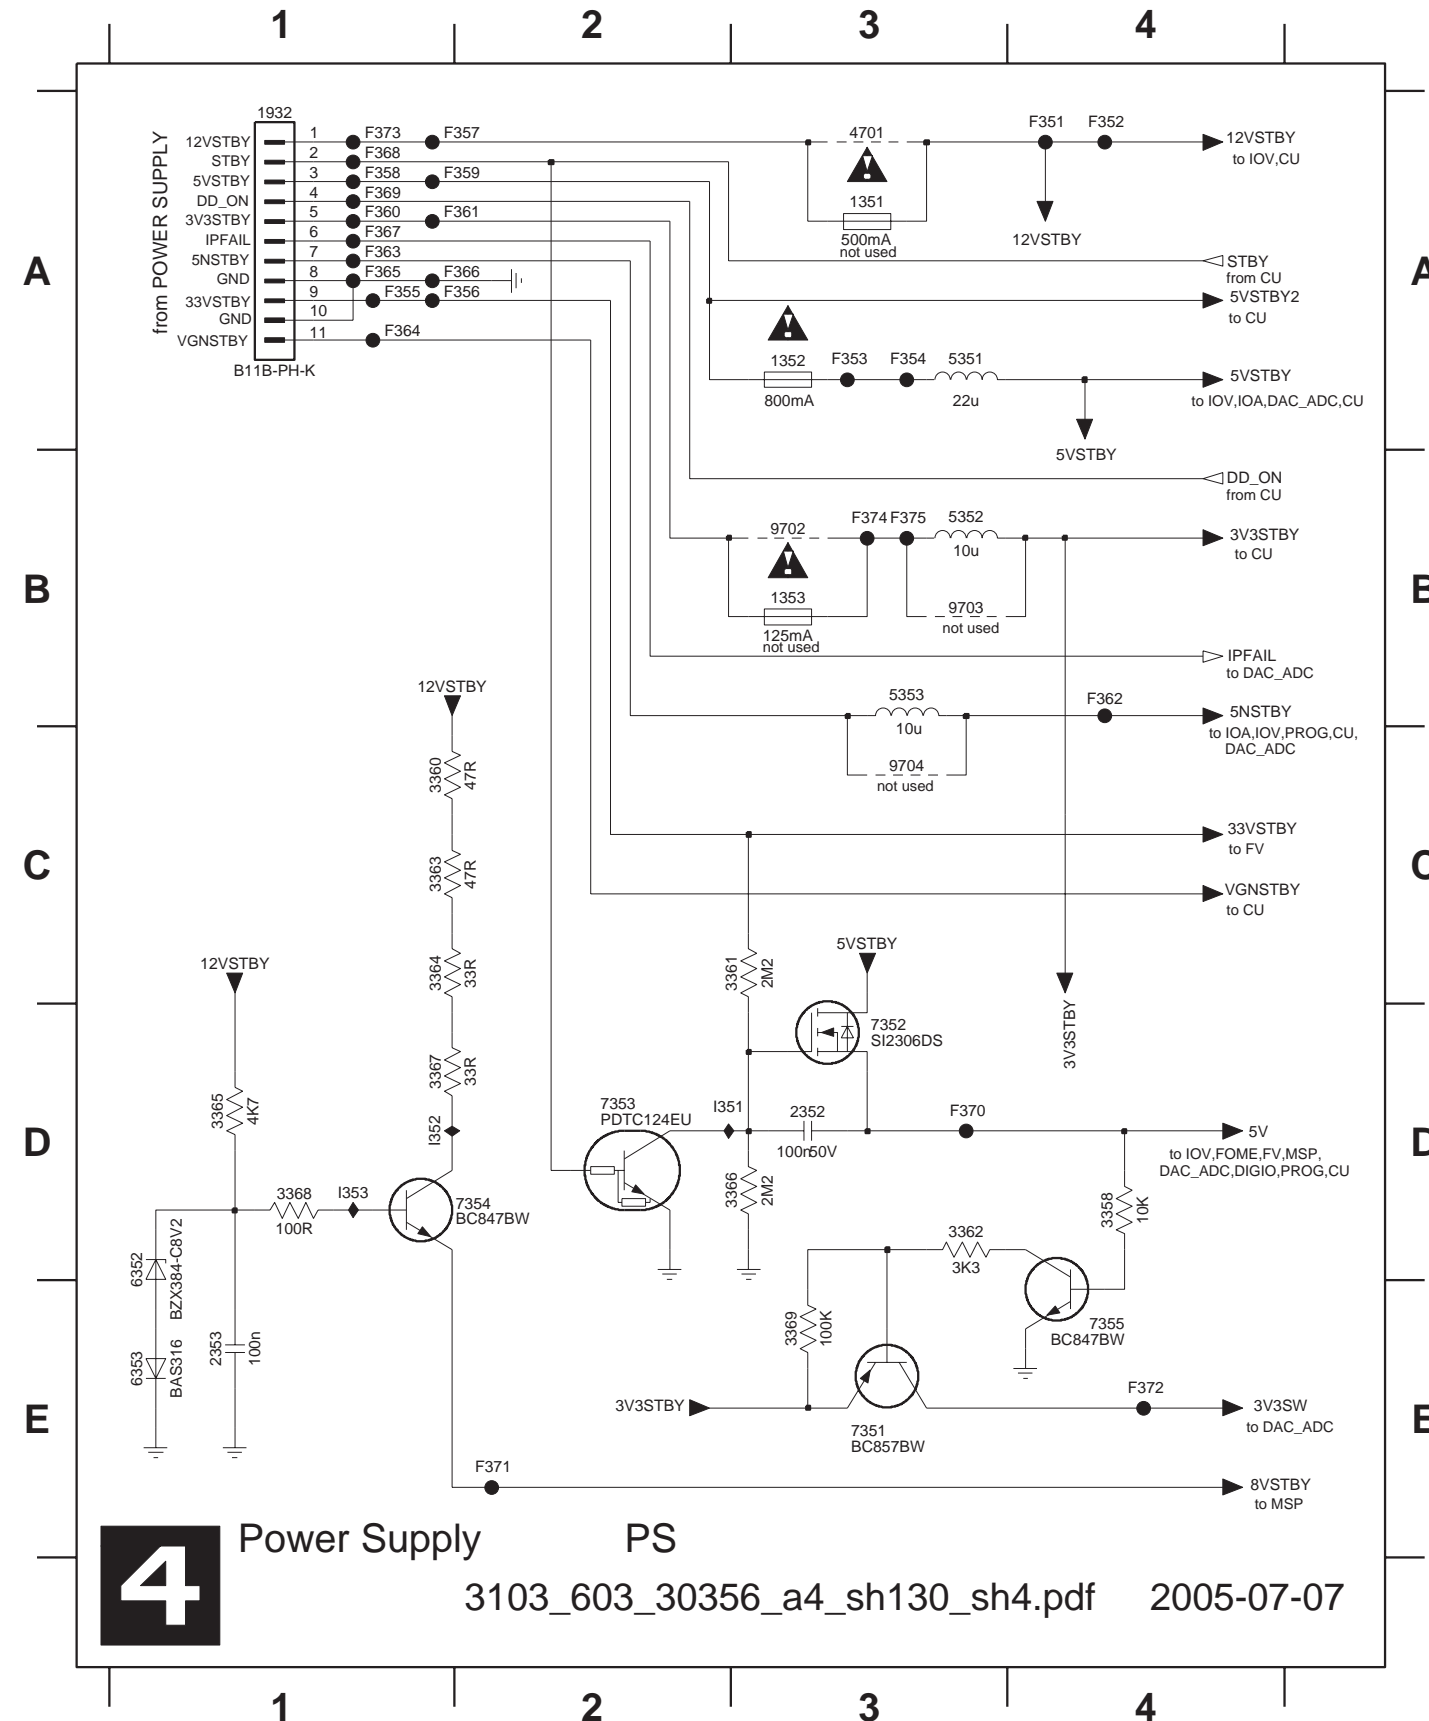 1 2 3 4
1932
from POWER SUPPLY
12VSTBY 1 F373 F357
STBY 2 F368
5VSTBY 3 F358 F359
DD_ON 4 F369
3V3STBY 5 F360 F361
IPFAIL 6 F367
5NSTBY 7 F363
GND 8 F365 F366
33VSTBY 9 F355 F356
GND 10
VGNSTBY 11 F364
B11B-PH-K
4701
1351
500mA
not used
F351 F352
12VSTBY
to IOV,CU
12VSTBY
A A
STBY
from CU
5VSTBY2
to CU
1352
800mA
F353 F354 5351
22u
5VSTBY
to IOV,IOA,DAC_ADC,CU
5VSTBY
DD_ON
from CU
9702
1353
125mA
not used
F374 F375 5352
10u
9703
not used
3V3STBY
to CU
B B
IPFAIL
to DAC_ADC
5353
10u
9704
not used
F362
5NSTBY
to IOA,IOV,PROG,CU,
DAC_ADC
12VSTBY
3360
47R
3363
47R
3364
33R
3367
33R
I352
33VSTBY
to FV
C C
VGNSTBY
to CU
12VSTBY
3365
4K7
3361
2M2
5VSTBY
7352
SI2306DS
3V3STBY
7353
PDTC124EU
I351
2352
100n50V
F370
5V
to IOV,FOME,FV,MSP,
DAC_ADC,DIGIO,PROG,CU
D D
3366
2M2
3358
10K
3368
100R
I353
7354
BC847BW
6352
BZX384-C8V2
6353
BAS316
2353
100n
3362
3K3
3369
100K
7355
BC847BW
3V3STBY
7351
BC857BW
F372
3V3SW
to DAC_ADC
E E
F371
8VSTBY
to MSP
4
Power Supply PS
3103_603_30356_a4_sh130_sh4.pdf 2005-07-07
1 2 3 4